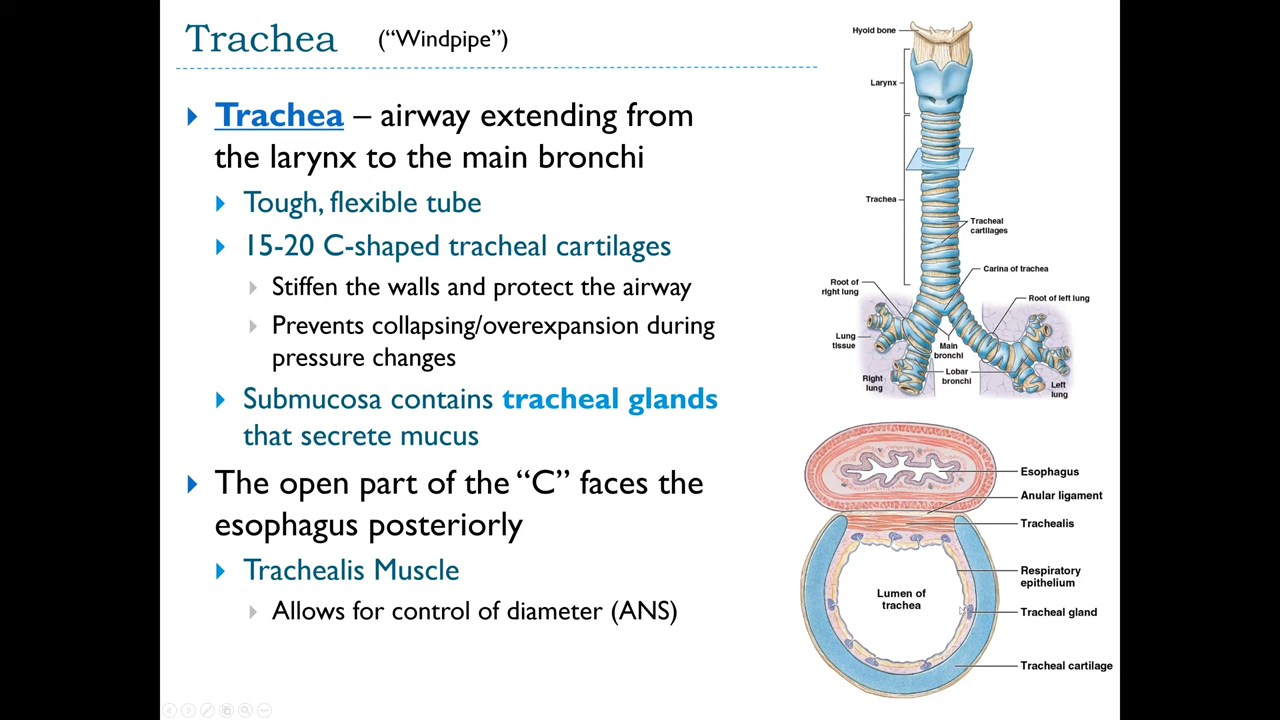 Trachea (“Windpipe”)
Trachea – airway extending from
the larynx to the main bronchi
Tough, flexible tube
15-20 C-shaped tracheal cartilages
Stiffen the walls and protect the airway
Prevents collapsing/overexpansion during
pressure changes
Submucosa contains tracheal glands
that secrete mucus
The open part of the “C” faces the
esophagus posteriorly
Trachealis Muscle
Allows for control of diameter (ANS)
Hyoid bone
Larynx
Trachea
Tracheal
cartilages
Carina of trachea
Root of
right lung
Root of left lung
Lung
tissue
Main
bronchi
Lobar
bronchi
Right
lung
Left
lung
Esophagus
Anular ligament
Trachealis
Respiratory
epithelium
Lumen of
trachea
Tracheal gland
Tracheal cartilage